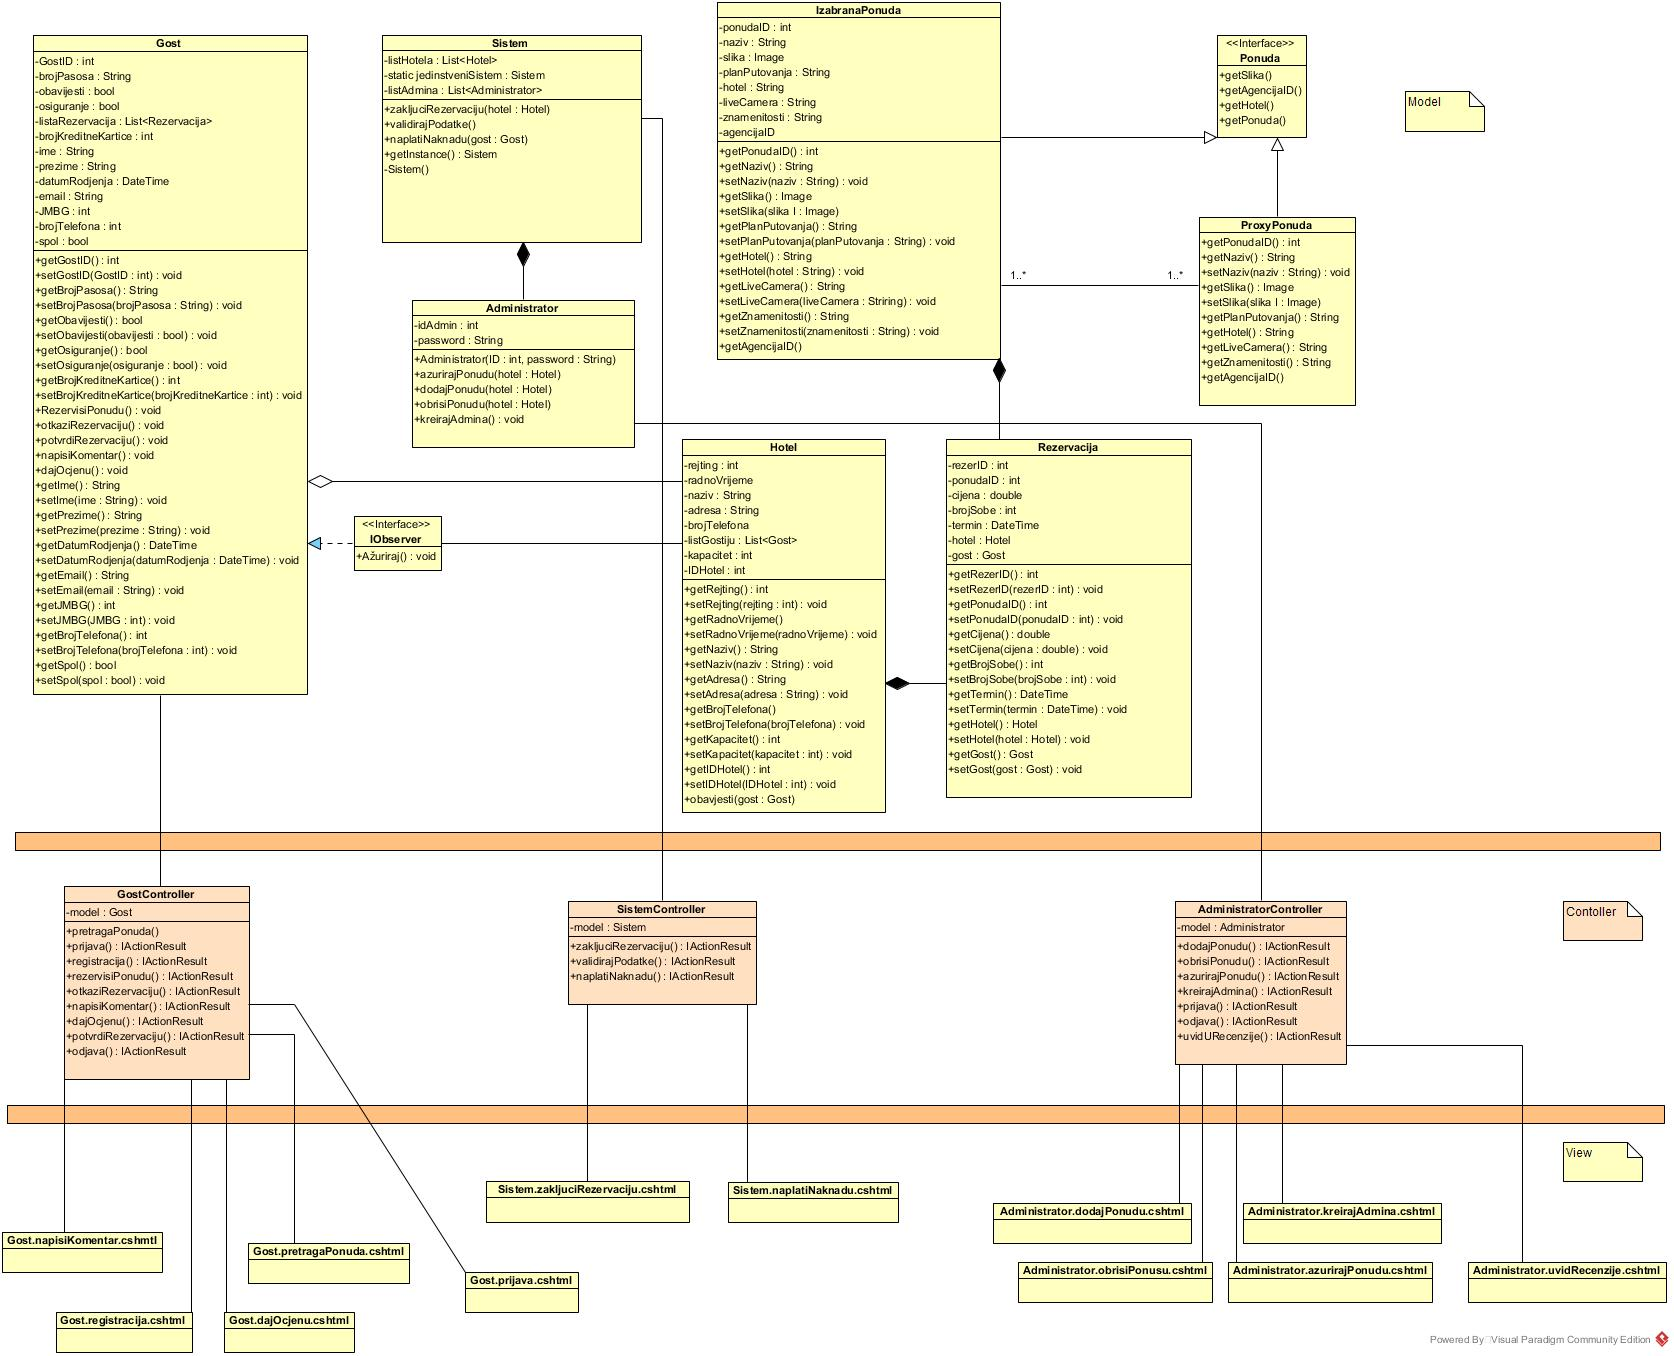 Gost
-GostID : int
-brojPasosa : String
-obavijesti : bool
-osiguranje : bool
-listaRezervacija : List<Rezervacija>
-brojKreditneKartice : int
-ime : String
-prezime : String
-datumRodjenja : DateTime
-email : String
-JMBG : int
-brojTelefona : int
-spol : bool
+getGostID() : int
+setGostID(GostID : int) : void
+getBrojPasosa() : String
+setBrojPasosa(brojPasosa : String) : void
+getObavijesti() : bool
+setObavijesti(obavijesti : bool) : void
+getOsiguranje() : bool
+setOsiguranje(osiguranje : bool) : void
+getBrojKreditneKartice() : int
+setBrojKreditneKartice(brojKreditneKartice : int) : void
+RezervisiPonudu() : void
+otkaziRezervaciju() : void
+potvrdiRezervaciju() : void
+napisiKomentar() : void
+dajOcjenu() : void
+getIme() : String
+setIme(ime : String) : void
+getPrezime() : String
+setPrezime(prezime : String) : void
+getDatumRodjenja() : DateTime
+setDatumRodjenja(datumRodjenja : DateTime) : void
+getEmail() : String
+setEmail(email : String) : void
+getJMBG() : int
+setJMBG(JMBG : int) : void
+getBrojTelefona() : int
+setBrojTelefona(brojTelefona : int) : void
+getSpol() : bool
+setSpol(spol : bool) : void
Sistem
-listHotela : List<Hotel>
-static jedinstveniSistem : Sistem
-listAdmina : List<Administrator>
+zakljuciRezervaciju(hotel : Hotel)
+validirajPodatke()
+naplatiNaknadu(gost : Gost)
+getInstance() : Sistem
-Sistem()
Administrator
-idAdmin : int
-password : String
+Administrator(ID : int, password : String)
+azurirajPonudu(hotel : Hotel)
+dodajPonudu(hotel : Hotel)
+obrisiPonudu(hotel : Hotel)
+kreirajAdmina() : void
<<Interface>>
IObserver
+Ažuriraj() : void
IzabranaPonuda
-ponudaID : int
-naziv : String
-slika : Image
-planPutovanja : String
-hotel : String
-liveCamera : String
-znamenitosti : String
-agencijaID
+getPonudaID() : int
+getNaziv() : String
+setNaziv(naziv : String) : void
+getSlika() : Image
+setSlika(slika I : Image)
+getPlanPutovanja() : String
+setPlanPutovanja(planPutovanja : String) : void
+getHotel() : String
+setHotel(hotel : String) : void
+getLiveCamera() : String
+setLiveCamera(liveCamera : Striring) : void
+getZnamenitosti() : String
+setZnamenitosti(znamenitosti : String) : void
+getAgencijaID()
1..*
1..*
<<Interface>>
Ponuda
+getSlika()
+getAgencijaID()
+getHotel()
+getPonuda()
Model
ProxyPonuda
+getPonudaID() : int
+getNaziv() : String
+setNaziv(naziv : String) : void
+getSlika() : Image
+setSlika(slika I : Image)
+getPlanPutovanja() : String
+getHotel() : String
+getLiveCamera() : String
+getZnamenitosti() : String
+getAgencijaID()
Hotel
-rejting : int
-radnoVrijeme
-naziv : String
-adresa : String
-brojTelefona
-listGostiju : List<Gost>
-kapacitet : int
-IDHotel : int
+getRejting() : int
+setRejting(rejting : int) : void
+getRadnoVrijeme()
+setRadnoVrijeme(radnoVrijeme) : void
+getNaziv() : String
+setNaziv(naziv : String) : void
+getAdresa() : String
+setAdresa(adresa : String) : void
+getBrojTelefona()
+setBrojTelefona(brojTelefona) : void
+getKapacitet() : int
+setKapacitet(kapacitet : int) : void
+getIDHotel() : int
+setIDHotel(IDHotel : int) : void
+obavjesti(gost : Gost)
Rezervacija
-rezerID : int
-ponudaID : int
-cijena : double
-brojSobe : int
-termin : DateTime
-hotel : Hotel
-gost : Gost
+getRezerID() : int
+setRezerID(rezerID : int) : void
+getPonudaID() : int
+setPonudaID(ponudaID : int) : void
+getCijena() : double
+setCijena(cijena : double) : void
+getBrojSobe() : int
+setBrojSobe(brojSobe : int) : void
+getTermin() : DateTime
+setTermin(termin : DateTime) : void
+getHotel() : Hotel
+setHotel(hotel : Hotel) : void
+getGost() : Gost
+setGost(gost : Gost) : void
GostController
-model : Gost
+pretragaPonuda()
+prijava() : IActionResult
+registracija() : IActionResult
+rezervisiPonudu() : IActionResult
+otkaziRezervaciju() : IActionResult
+napisiKomentar() : IActionResult
+dajOcjenu() : IActionResult
+potvrdiRezervaciju() : IActionResult
+odjava() : IActionResult
SistemController
-model : Sistem
+zakljuciRezervaciju() : IActionResult
+validirajPodatke() : IActionResult
+naplatiNaknadu() : IActionResult
AdministratorController
-model : Administrator
+dodajPonudu() : IActionResult
+obrisiPonudu() : IActionResult
+azurirajPonudu() : IActionResult
+kreirajAdmina() : IActionResult
+prijava() : IActionResult
+odjava() : IActionResult
+uvidURecenzije() : IActionResult
Contoller
View
Gost.napisiKomentar.cshmtl
Gost.pretragaPonuda.cshtml
Gost.prijava.cshtml
Gost.registracija.cshtml
Gost.dajOcjenu.cshtml
Sistem.zakljuciRezervaciju.cshtml
Sistem.naplatiNaknadu.cshtml
Administrator.dodajPonudu.cshtml
Administrator.kreirajAdmina.cshtml
Administrator.obrisiPonusu.cshtml
Administrator.azurirajPonudu.cshtml
Administrator.uvidRecenzije.cshtml
Powered By Visual Paradigm Community Edition